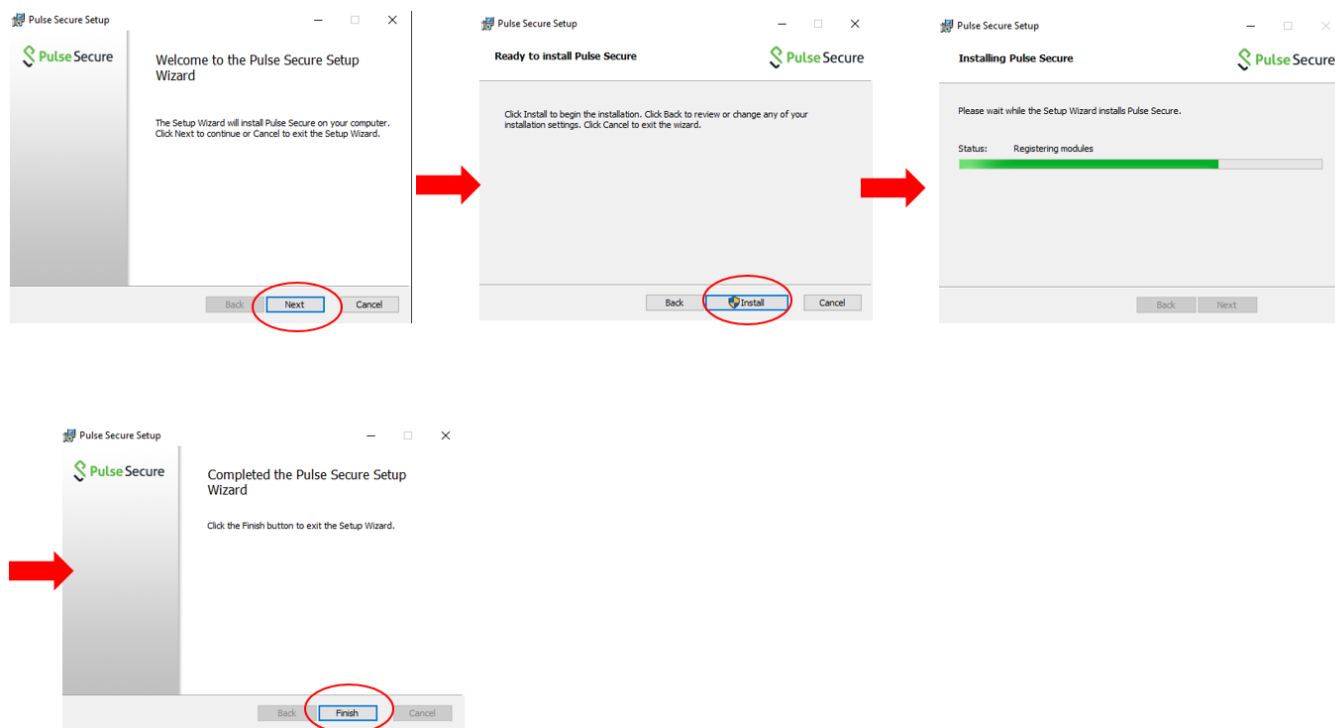 Pulse Secure Setup
Pulse Secure
Welcome to the Pulse Secure Setup
Wizard
The Setup Wizard will install Pulse Secure on your computer.
Click Next to continue or Cancel to exit the Setup Wizard.
Back Next Cancel
Pulse Secure Setup
Ready to install Pulse Secure
Pulse Secure
Click Install to begin the installation. Click Back to review or change any of your
installation settings. Click Cancel to exit the wizard.
Back Install Cancel
Pulse Secure Setup
Installing Pulse Secure
Pulse Secure
Please wait while the Setup Wizard installs Pulse Secure.
Status: Registering modules
Back Next
Pulse Secure Setup
Pulse Secure
Completed the Pulse Secure Setup
Wizard
Click the Finish button to exit the Setup Wizard.
Back Finish Cancel